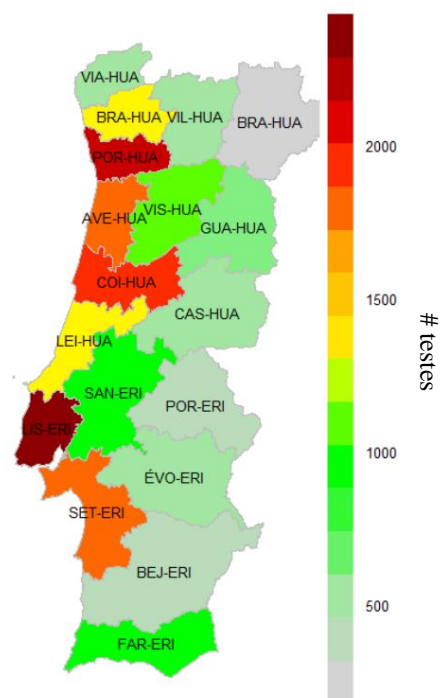 VIA-HUA
BRA-HUA
VIL-HUA
BRA-HUA
POR-HUA
AVE-HUA
VIS-HUA
GUA-HUA
COI-HUA
CAS-HUA
LEI-HUA
SAN-ERI
POR-ERI
LIS-ERI
ÉVO-ERI
SET-ERI
BEJ-ERI
FAR-ERI
2000
1500
1000
500
# testes